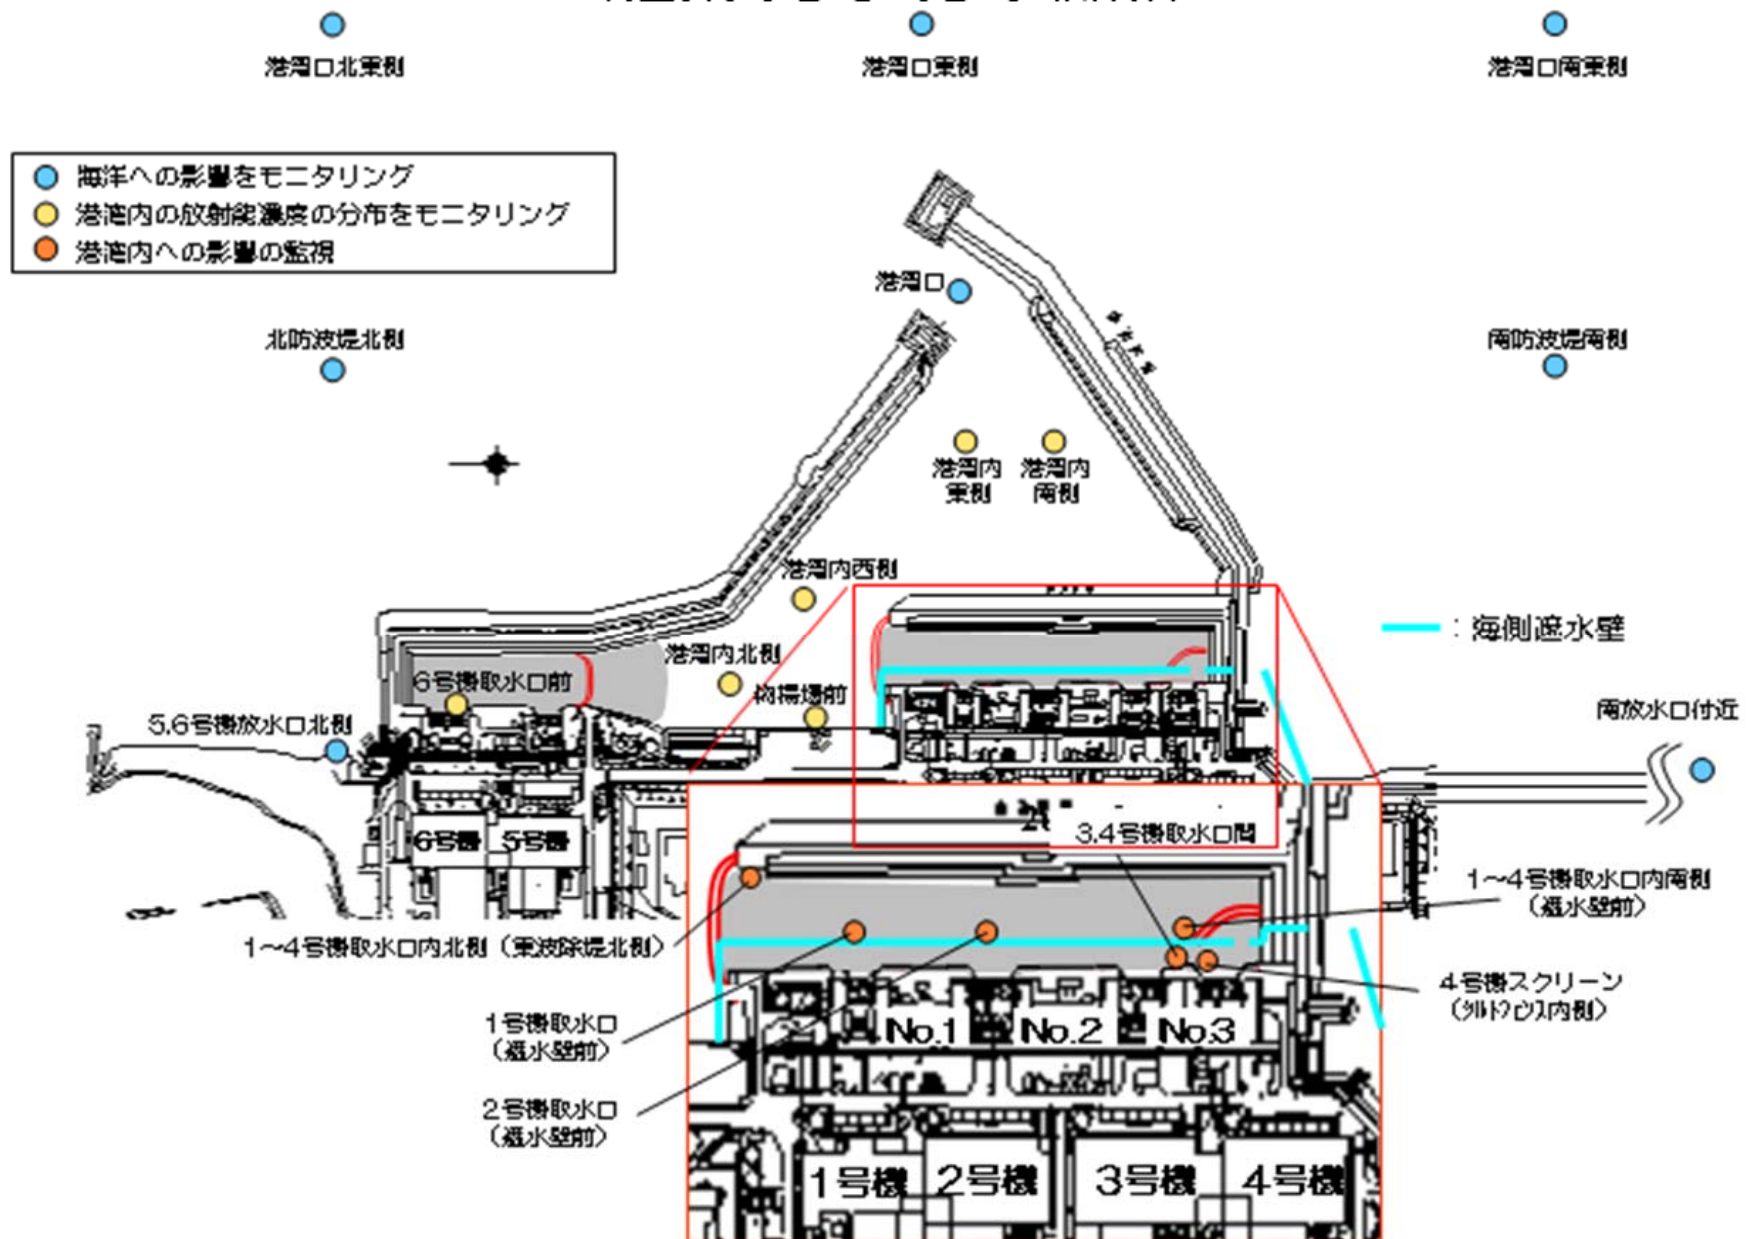 港湾口北東側
港湾口東側
港湾口南東側
海洋への影響をモニタリング
港湾内の放射能濃度の分布をモニタリング
港湾内への影響の監視
港湾口
北防波堤北側
南防波堤南側
港湾内
東側
港湾内
南側
港湾内西側
：海側遮水壁
港湾内北側
6号機取水口前
物揚場前
南放水口付近
5,6号機放水口北側
6号機
5号機
3,4号機取水口間
1～4号機取水口内南側
（遮水壁前）
1～4号機取水口内北側（東波除堤北側）
4号機スクリーン
（シルトフェンス内側）
1号機取水口
（遮水壁前）
No.1
No.2
No.3
2号機取水口
（遮水壁前）
1号機
2号機
3号機
4号機